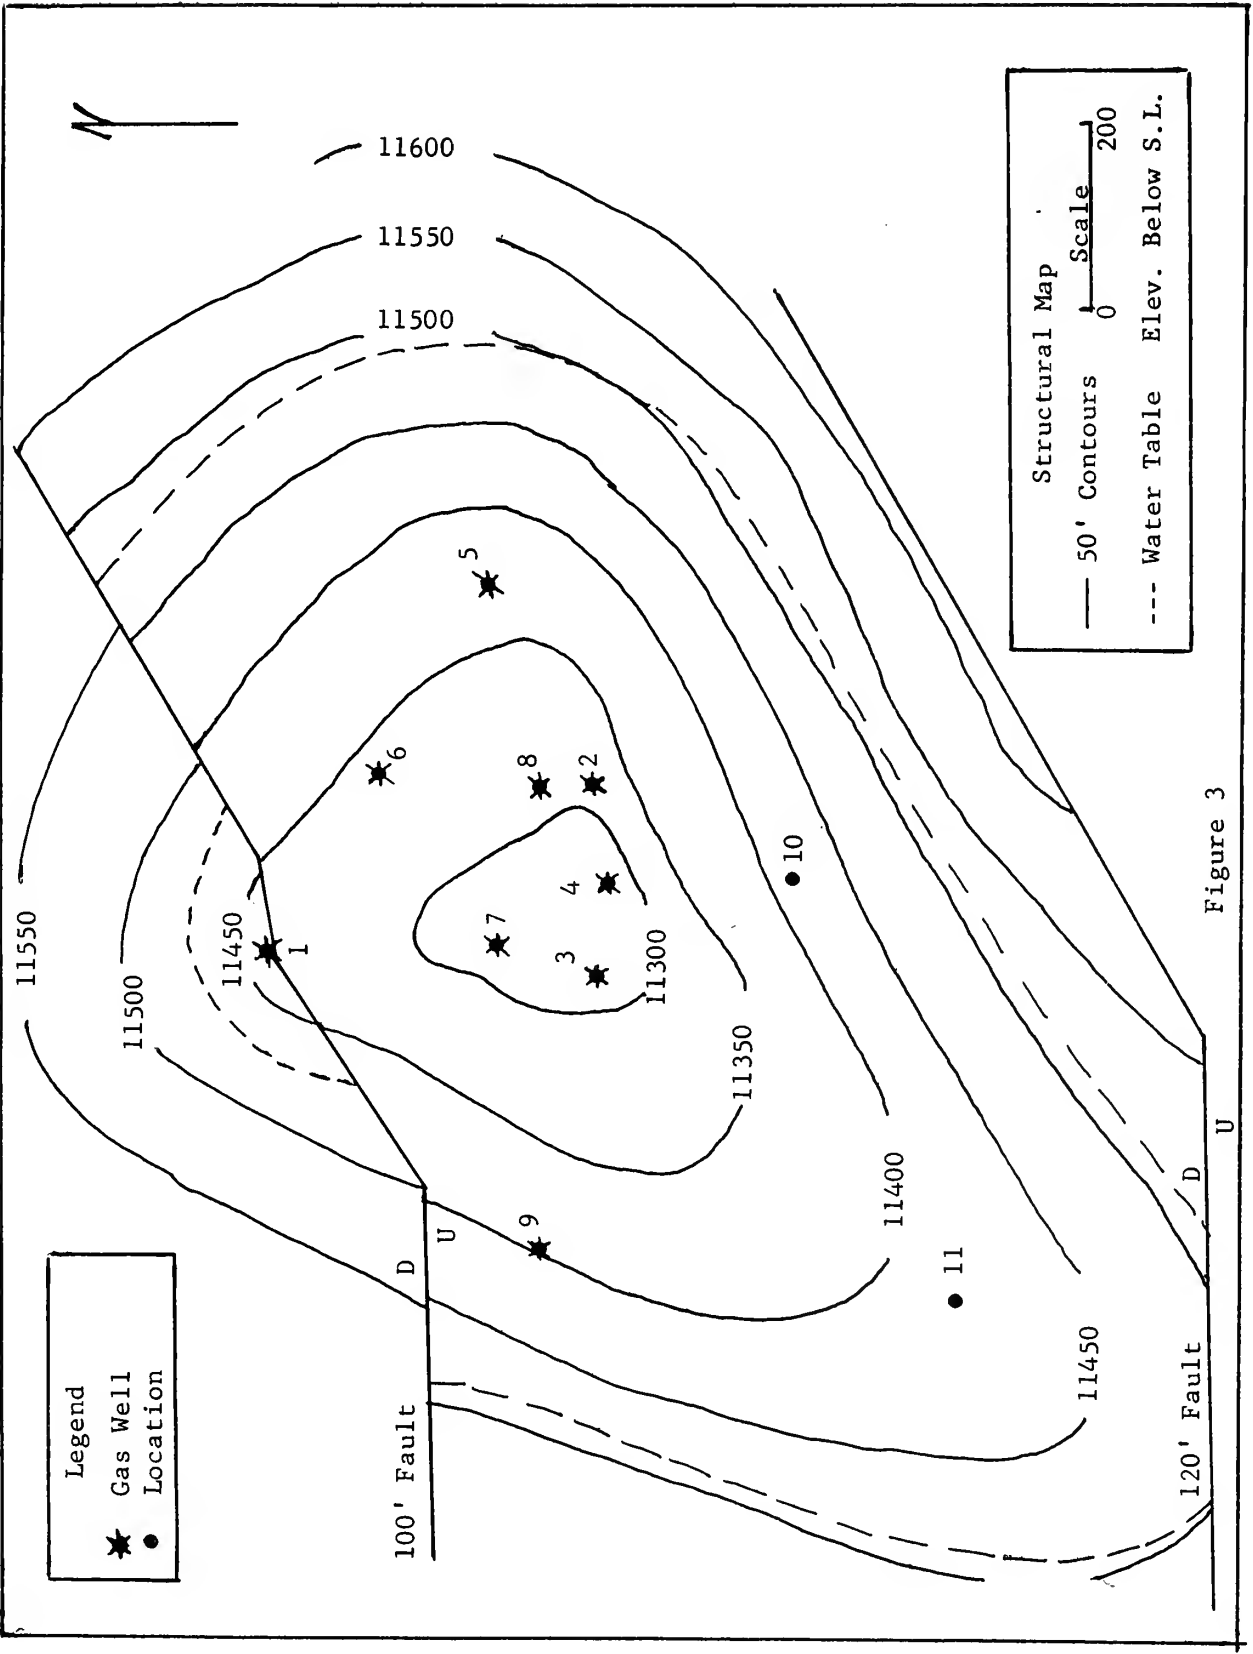 N
Legend
Gas Well
Location
11550
11500
11450
1
11600
11550
11500
5
6
8
2
7
4
3
11300
11350
9
10
11400
11
11450
D
U
100' Fault
D
U
120' Fault
Structural Map
50' Contours
Scale
0 200
--- Water Table Elev. Below S.L.
Figure 3